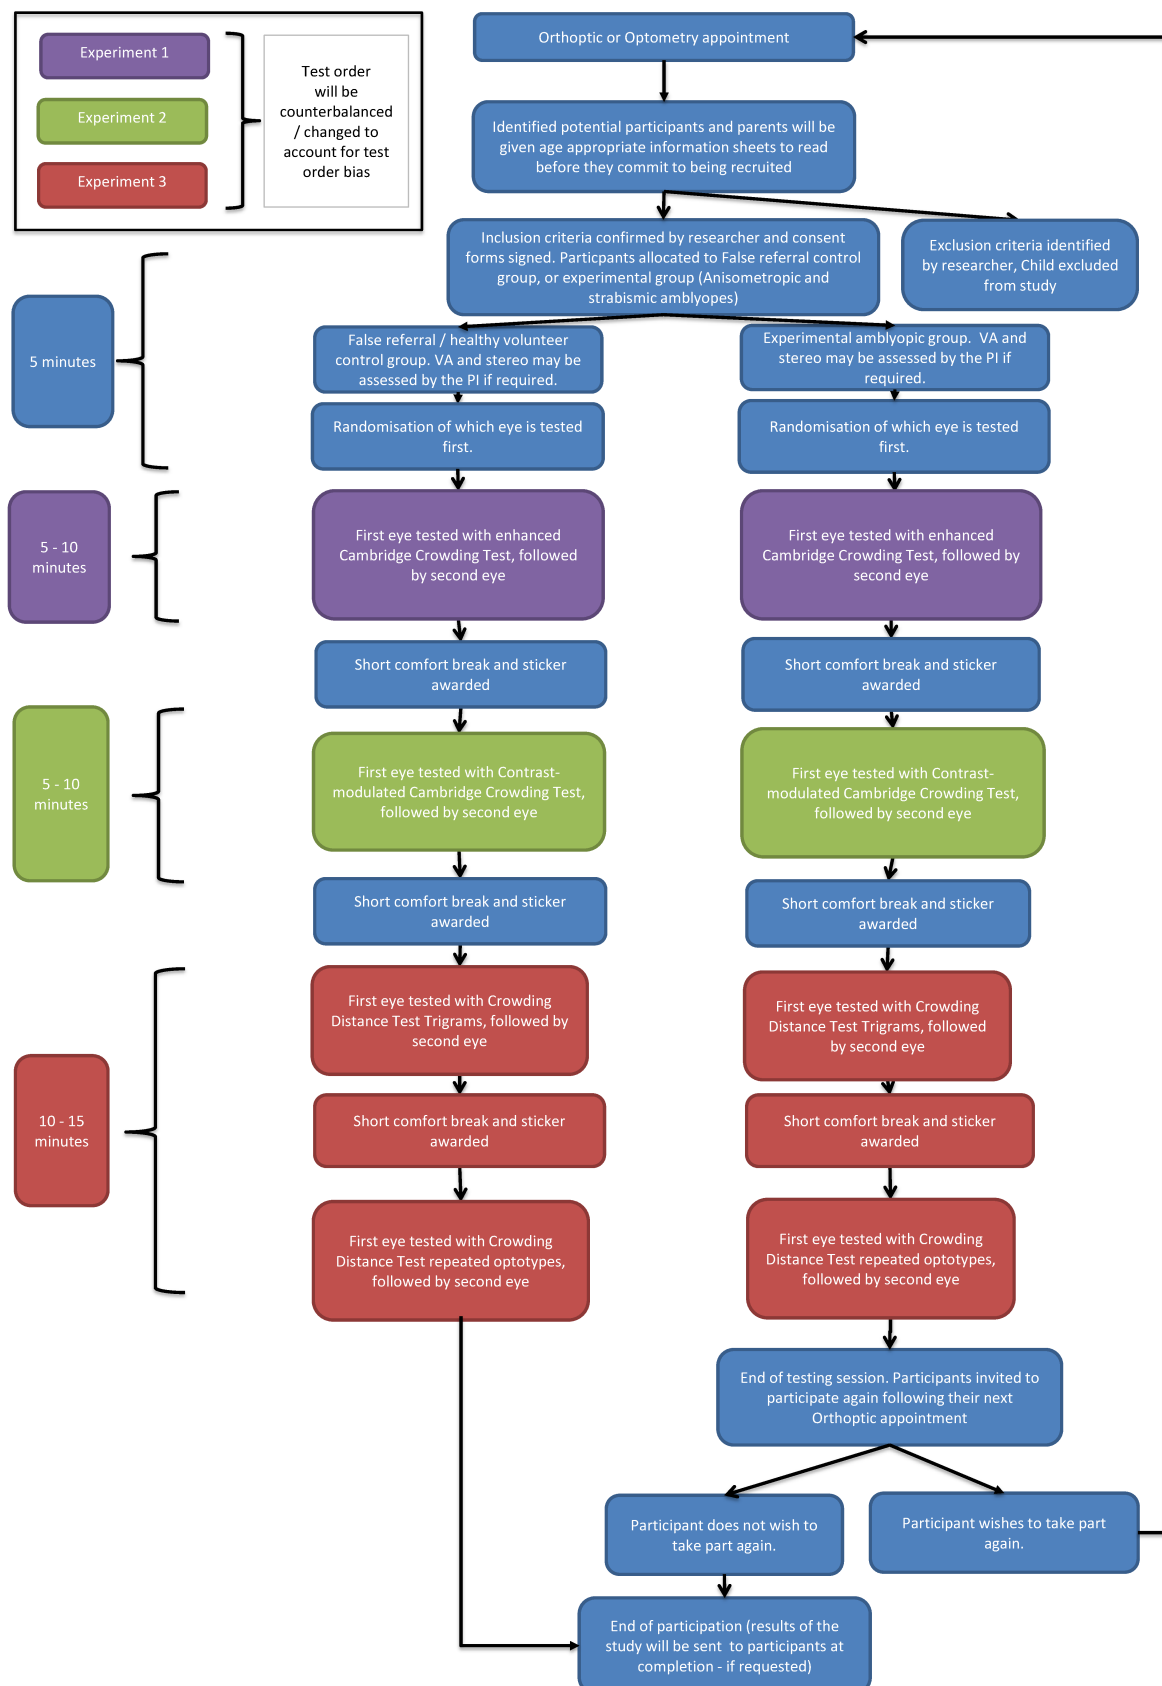 Experiment 1
Experiment 2
Experiment 3
Test order
will be
counterbalanced
/ changed to
account for test
order bias
Orthoptic or Optometry appointment
Identified potential participants and parents will be
given age appropriate information sheets to read
before they commit to being recruited
Inclusion criteria confirmed by researcher and consent
forms signed. Particpants allocated to False referral control
group, or experimental group (Anisometropic and
strabismic amblyopes)
Exclusion criteria identified
by researcher, Child excluded
from study
5 minutes
False referral / healthy volunteer
control group. VA and stereo may be
assessed by the PI if required.
Experimental amblyopic group.  VA and
stereo may be assessed by the PI if
required.
Randomisation of which eye is tested
first.
Randomisation of which eye is tested
first.
5 - 10
minutes
First eye tested with enhanced
Cambridge Crowding Test, followed
by second eye
First eye tested with enhanced
Cambridge Crowding Test, followed by
second eye
Short comfort break and sticker
awarded
Short comfort break and sticker
awarded
5 - 10
minutes
First eye tested with Contrast-
modulated Cambridge Crowding Test,
followed by second eye
First eye tested with Contrast-
modulated Cambridge Crowding Test,
followed by second eye
Short comfort break and sticker
awarded
Short comfort break and sticker
awarded
10 - 15
minutes
First eye tested with Crowding
Distance Test Trigrams, followed by
second eye
First eye tested with Crowding
Distance Test Trigrams, followed
by second eye
Short comfort break and sticker
awarded
Short comfort break and sticker
awarded
First eye tested with Crowding
Distance Test repeated optotypes,
followed by second eye
First eye tested with Crowding
Distance Test repeated optotypes,
followed by second eye
End of testing session. Participants invited to
participate again following their next
Orthoptic appointment
Participant does not wish to
take part again.
Participant wishes to take part
again.
End of participation (results of the
study will be sent  to participants at
completion - if requested)